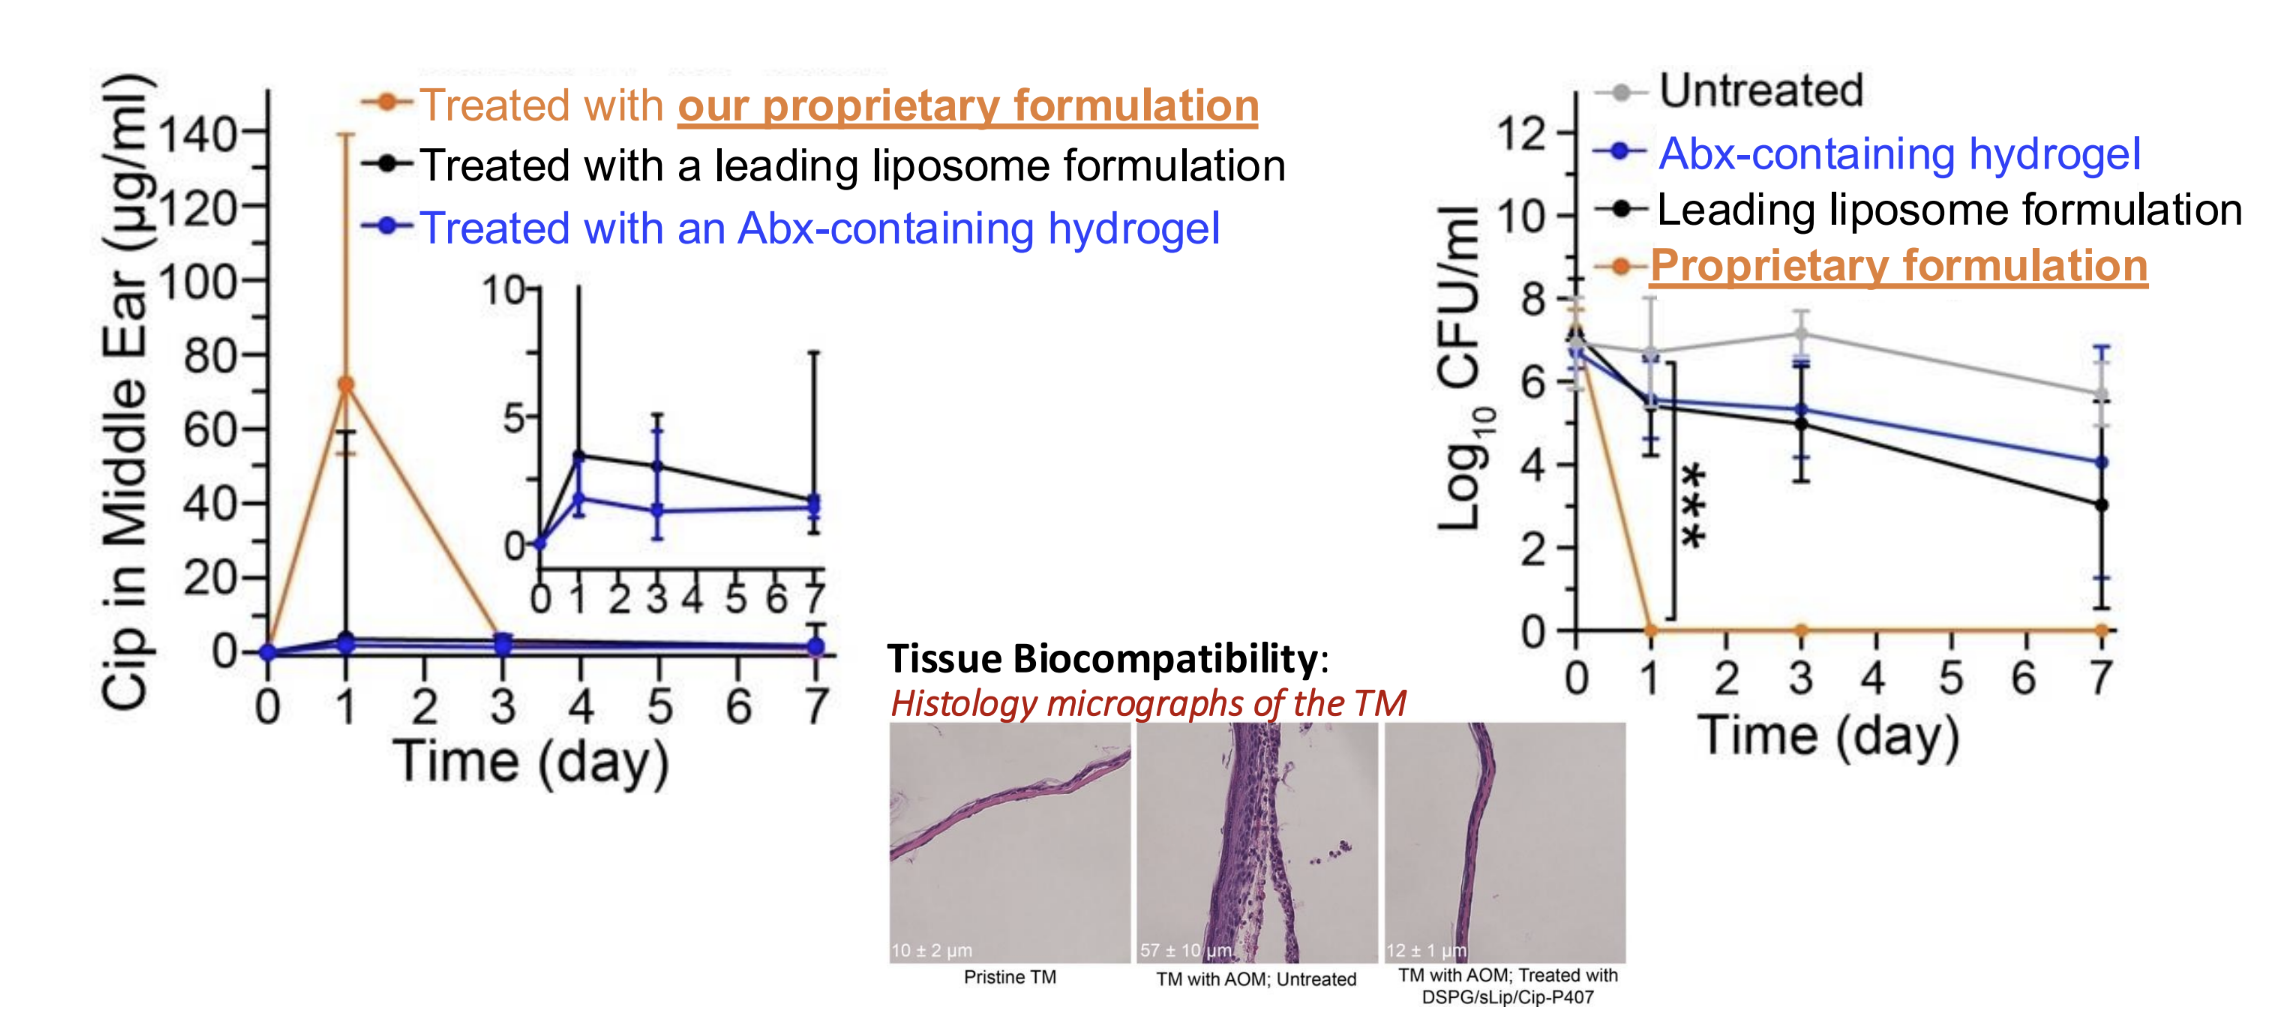 Cip in Middle Ear (µg/ml)
140
120
100
80
60
40
20
0
Treated with our proprietary formulation
Treated with a leading liposome formulation
Treated with an Abx-containing hydrogel
10
5
0
0 1 2 3 4 5 6 7
0 1 2 3 4 5 6 7
Time (day)
Tissue Biocompatibility:
Histology micrographs of the TM
10 ± 2 µm
57 ± 10 µm
12 ± 1 µm
Pristine TM
TM with AOM; Untreated
TM with AOM; Treated with
DSPG/sLip/Cip-P407
Log10 CFU/ml
12
10
8
6
4
2
0
Untreated
Abx-containing hydrogel
Leading liposome formulation
Proprietary formulation
***
0 1 2 3 4 5 6 7
Time (day)